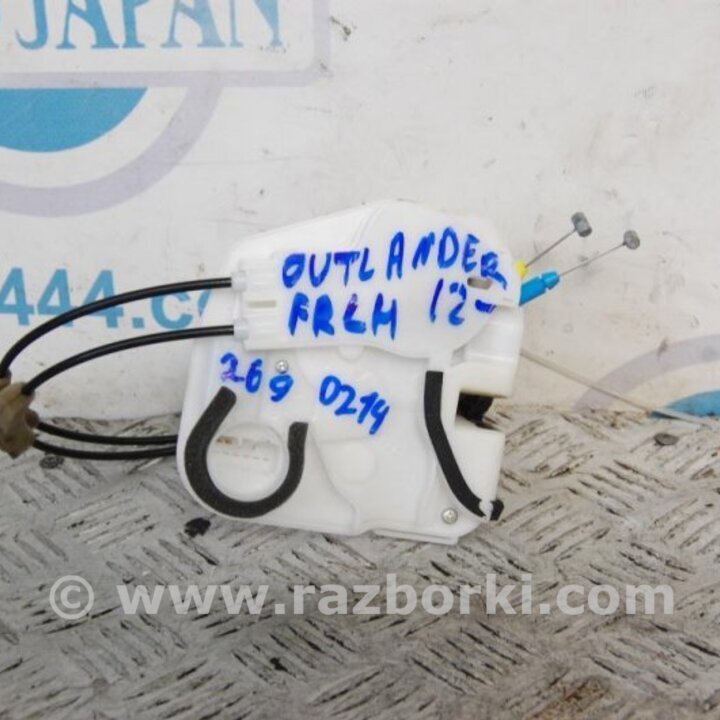 JAPAN
444.c
OUTLANDER
FRLH 12-
269 0214
© www.razborki.com